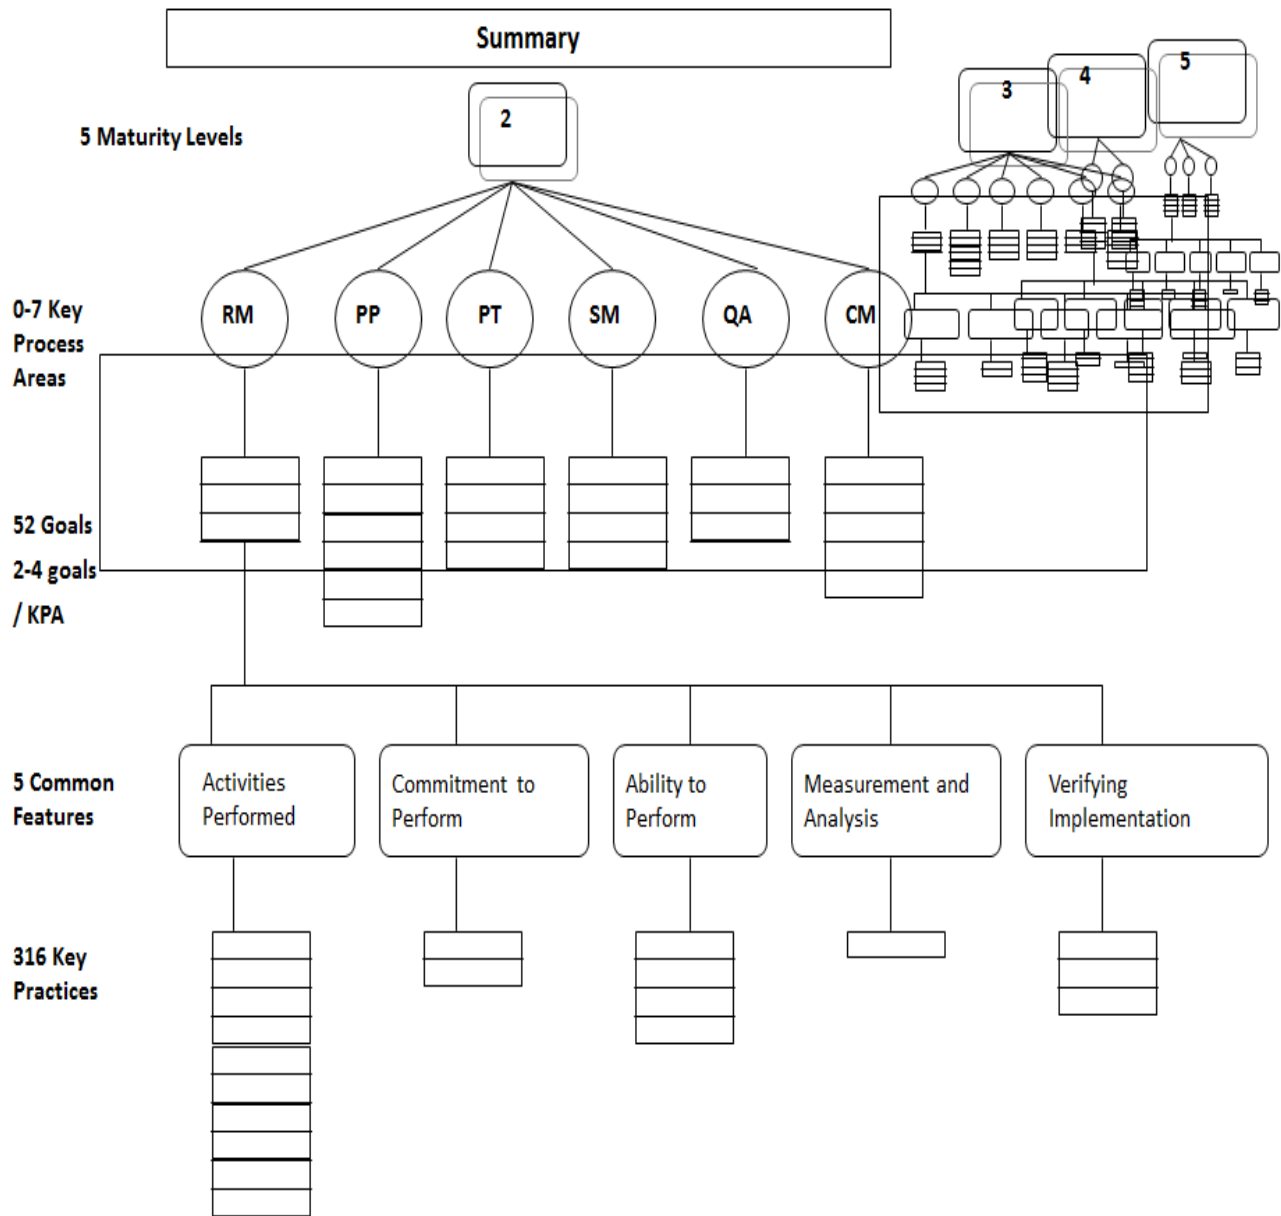 Summary
5 Maturity Levels
2
3
4
5
0-7 Key
Process
Areas
RM
PP
PT
SM
QA
CM
52 Goals
2-4 goals
/ KPA
5 Common
Features
Activities
Performed
Commitment to
Perform
Ability to
Perform
Measurement and
Analysis
Verifying
Implementation
316 Key
Practices